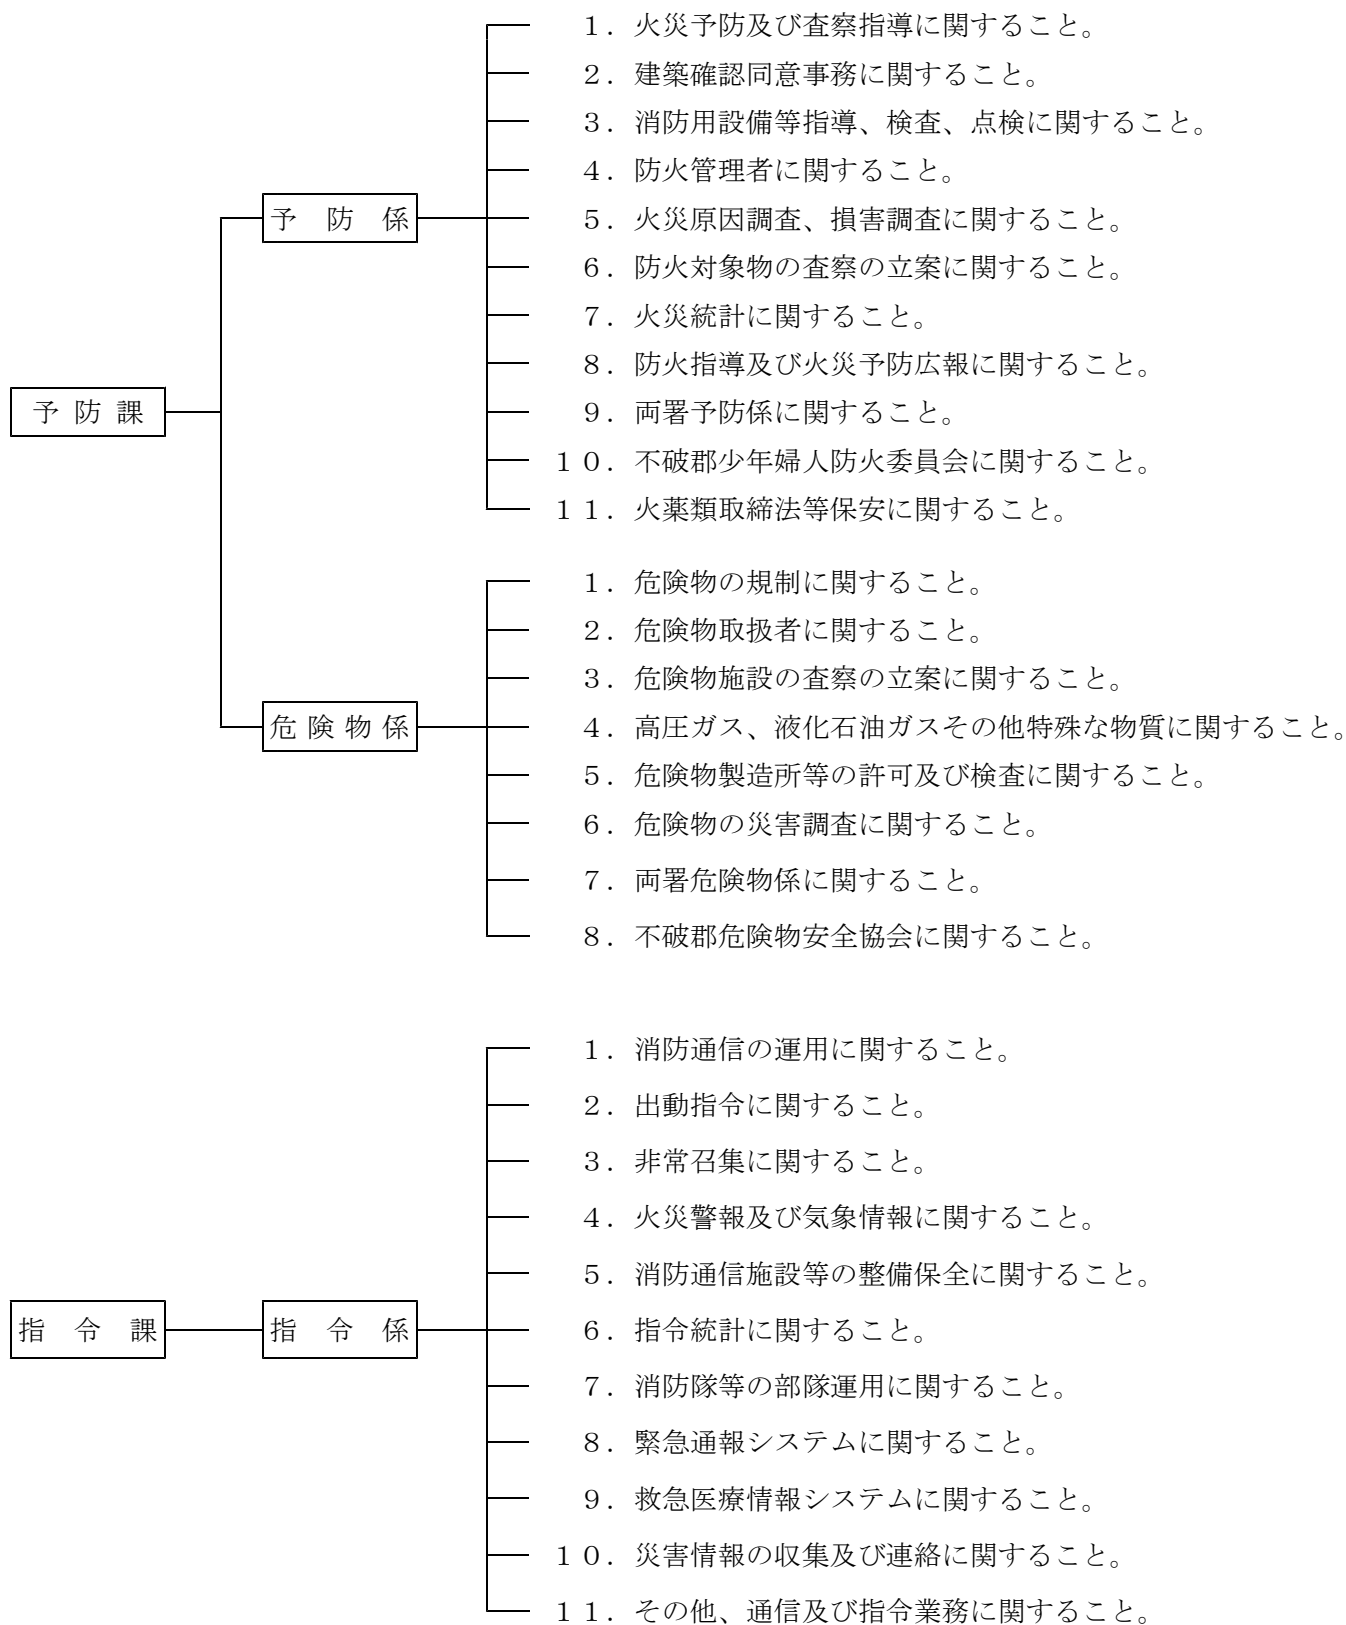 予防課
予防係
１．火災予防及び査察指導に関すること。
２．建築確認同意事務に関すること。
３．消防用設備等指導、検査、点検に関すること。
４．防火管理者に関すること。
５．火災原因調査、損害調査に関すること。
６．防火対象物の査察の立案に関すること。
７．火災統計に関すること。
８．防火指導及び火災予防広報に関すること。
９．両署予防係に関すること。
１０．不破郡少年婦人防火委員会に関すること。
１１．火薬類取締法等保安に関すること。
危険物係
１．危険物の規制に関すること。
２．危険物取扱者に関すること。
３．危険物施設の査察の立案に関すること。
４．高圧ガス、液化石油ガスその他特殊な物質に関すること。
５．危険物製造所等の許可及び検査に関すること。
６．危険物の災害調査に関すること。
７．両署危険物係に関すること。
８．不破郡危険物安全協会に関すること。
指令課
指令係
１．消防通信の運用に関すること。
２．出動指令に関すること。
３．非常召集に関すること。
４．火災警報及び気象情報に関すること。
５．消防通信施設等の整備保全に関すること。
６．指令統計に関すること。
７．消防隊等の部隊運用に関すること。
８．緊急通報システムに関すること。
９．救急医療情報システムに関すること。
１０．災害情報の収集及び連絡に関すること。
１１．その他、通信及び指令業務に関すること。